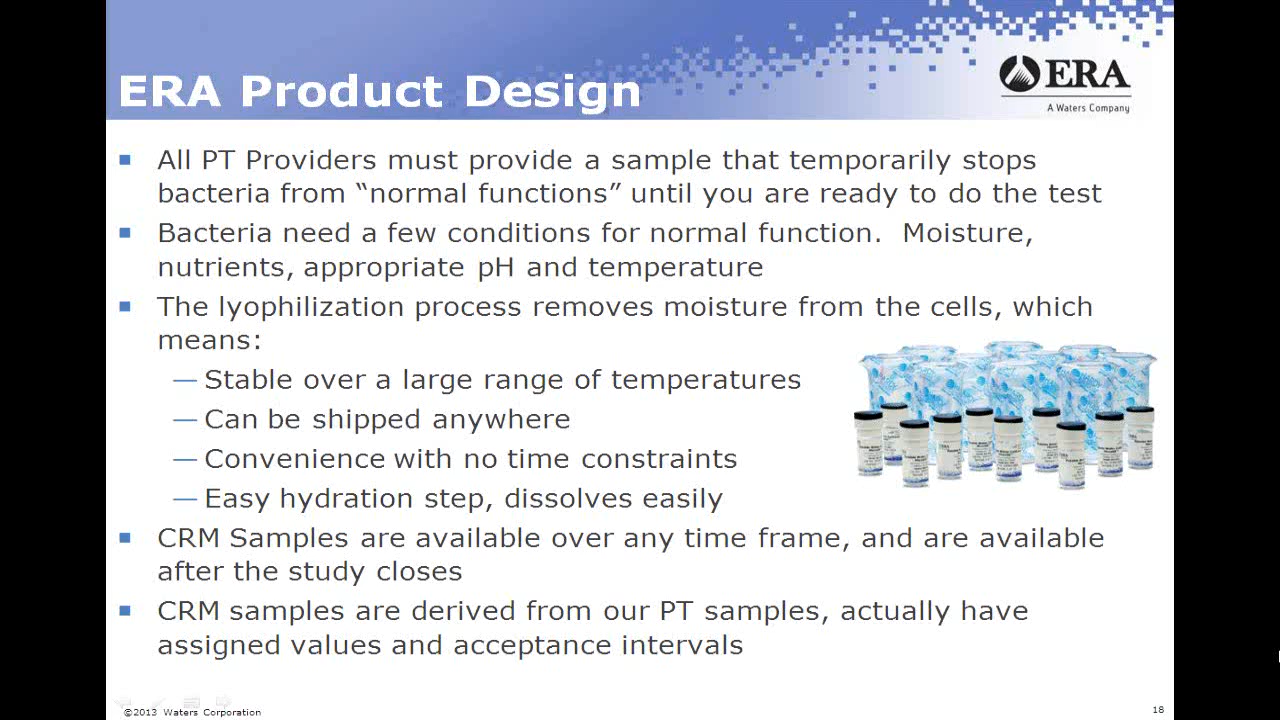 ERA Product Design
ERA
A Waters Company
All PT Providers must provide a sample that temporarily stops
bacteria from “normal functions” until you are ready to do the test
Bacteria need a few conditions for normal function.  Moisture,
nutrients, appropriate pH and temperature
The lyophilization process removes moisture from the cells, which
means:
— Stable over a large range of temperatures
— Can be shipped anywhere
— Convenience with no time constraints
— Easy hydration step, dissolves easily
CRM Samples are available over any time frame, and are available
after the study closes
CRM samples are derived from our PT samples, actually have
assigned values and acceptance intervals
©2013 Waters Corporation
18